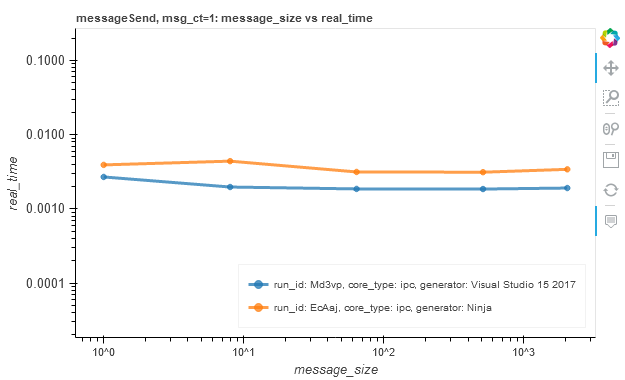 messageSend, msg_ct=1: message_size vs real_time
0.1000
0.0100
0.0010
0.0001
real_time
run_id: Md3vp, core_type: ipc, generator: Visual Studio 15 2017
run_id: EcAaj, core_type: ipc, generator: Ninja
10^0
10^1
10^2
10^3
message_size